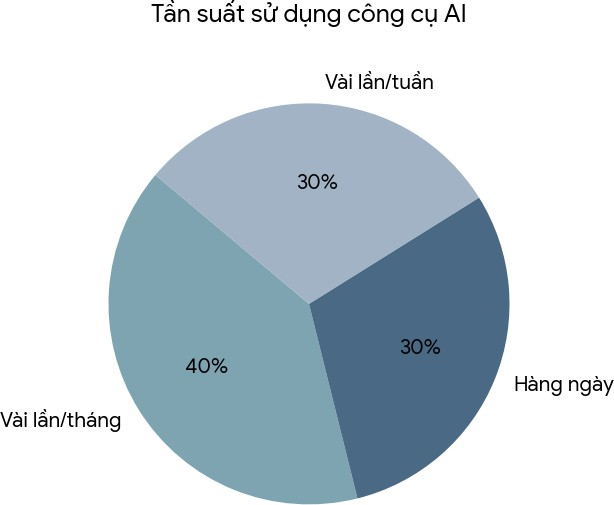 Tần suất sử dụng công cụ AI
Vài lần/tuần
30%
30%
40%
Hàng ngày
Vài lần/tháng